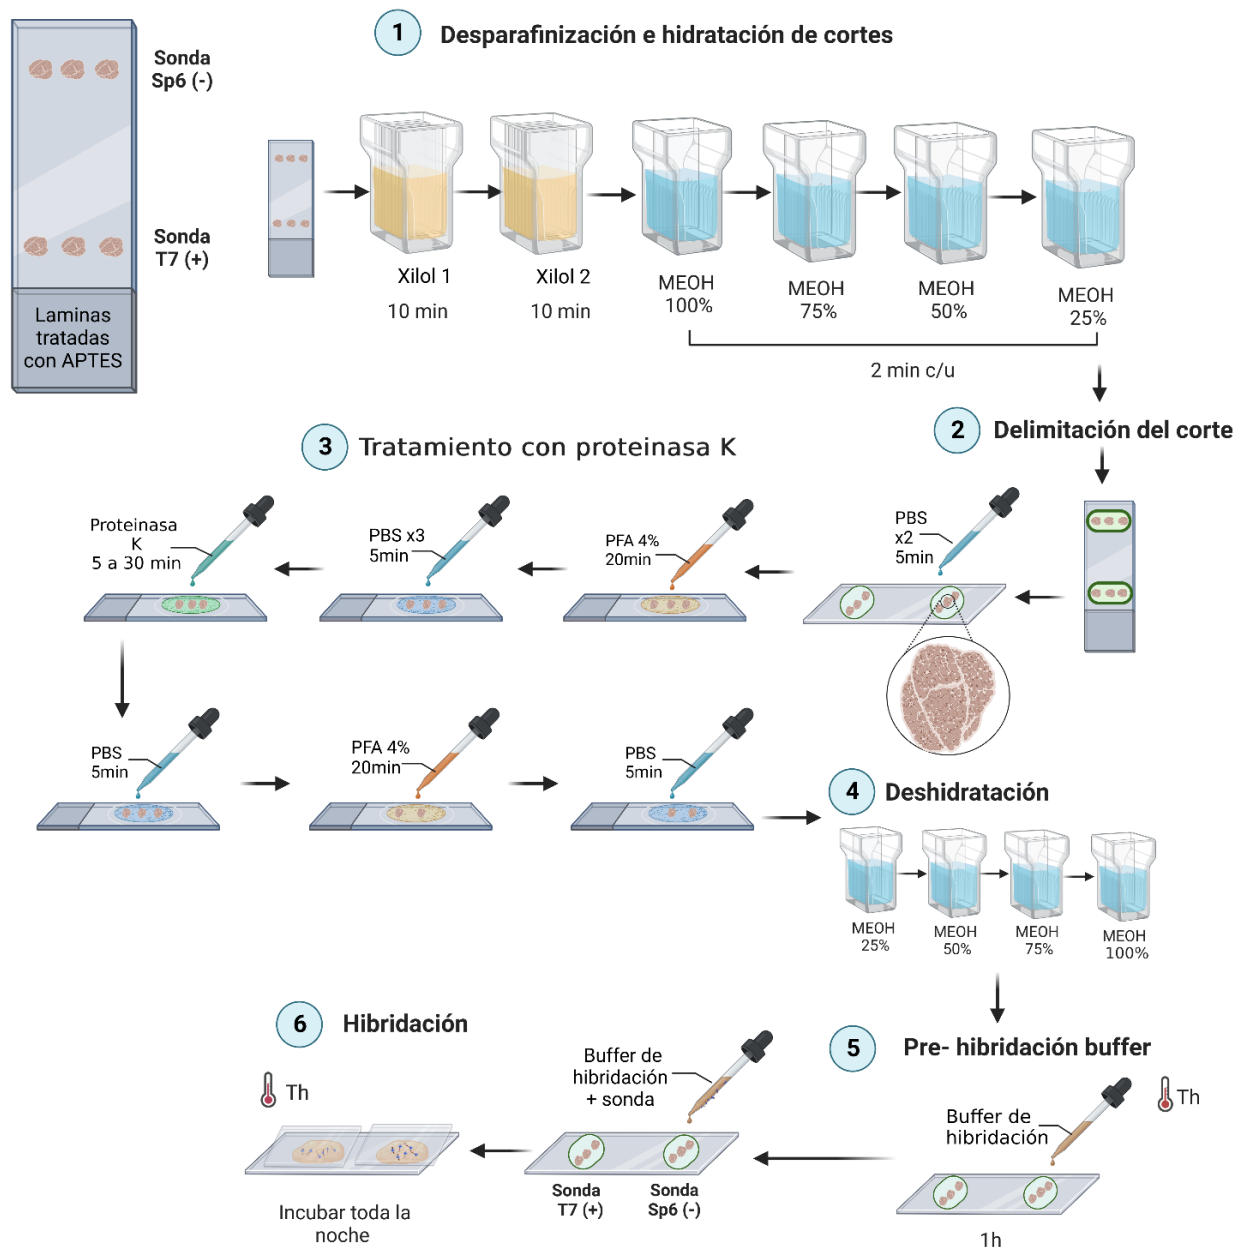 Sonda
Sp6 (-)
Sonda
T7 (+)
Laminas
tratadas
con APTES
1
Desparafinización e hidratación de cortes
Xilol 1
10 min
Xilol 2
10 min
MEOH
100%
MEOH
75%
MEOH
50%
MEOH
25%
2 min c/u
2
Delimitación del corte
3
Tratamiento con proteinasa K
PBS
x2
5min
PFA 4%
20min
PBS x3
5min
Proteinasa
K
5 a 30 min
PBS
5min
PFA 4%
20min
PBS
5min
4
Deshidratación
MEOH
25%
MEOH
50%
MEOH
75%
MEOH
100%
5
Pre- hibridación buffer
Th
Buffer de
hibridación
1h
6
Hibridación
Buffer de
hibridación
+ sonda
Sonda
T7 (+)
Sonda
Sp6 (-)
Th
Incubar toda la
noche